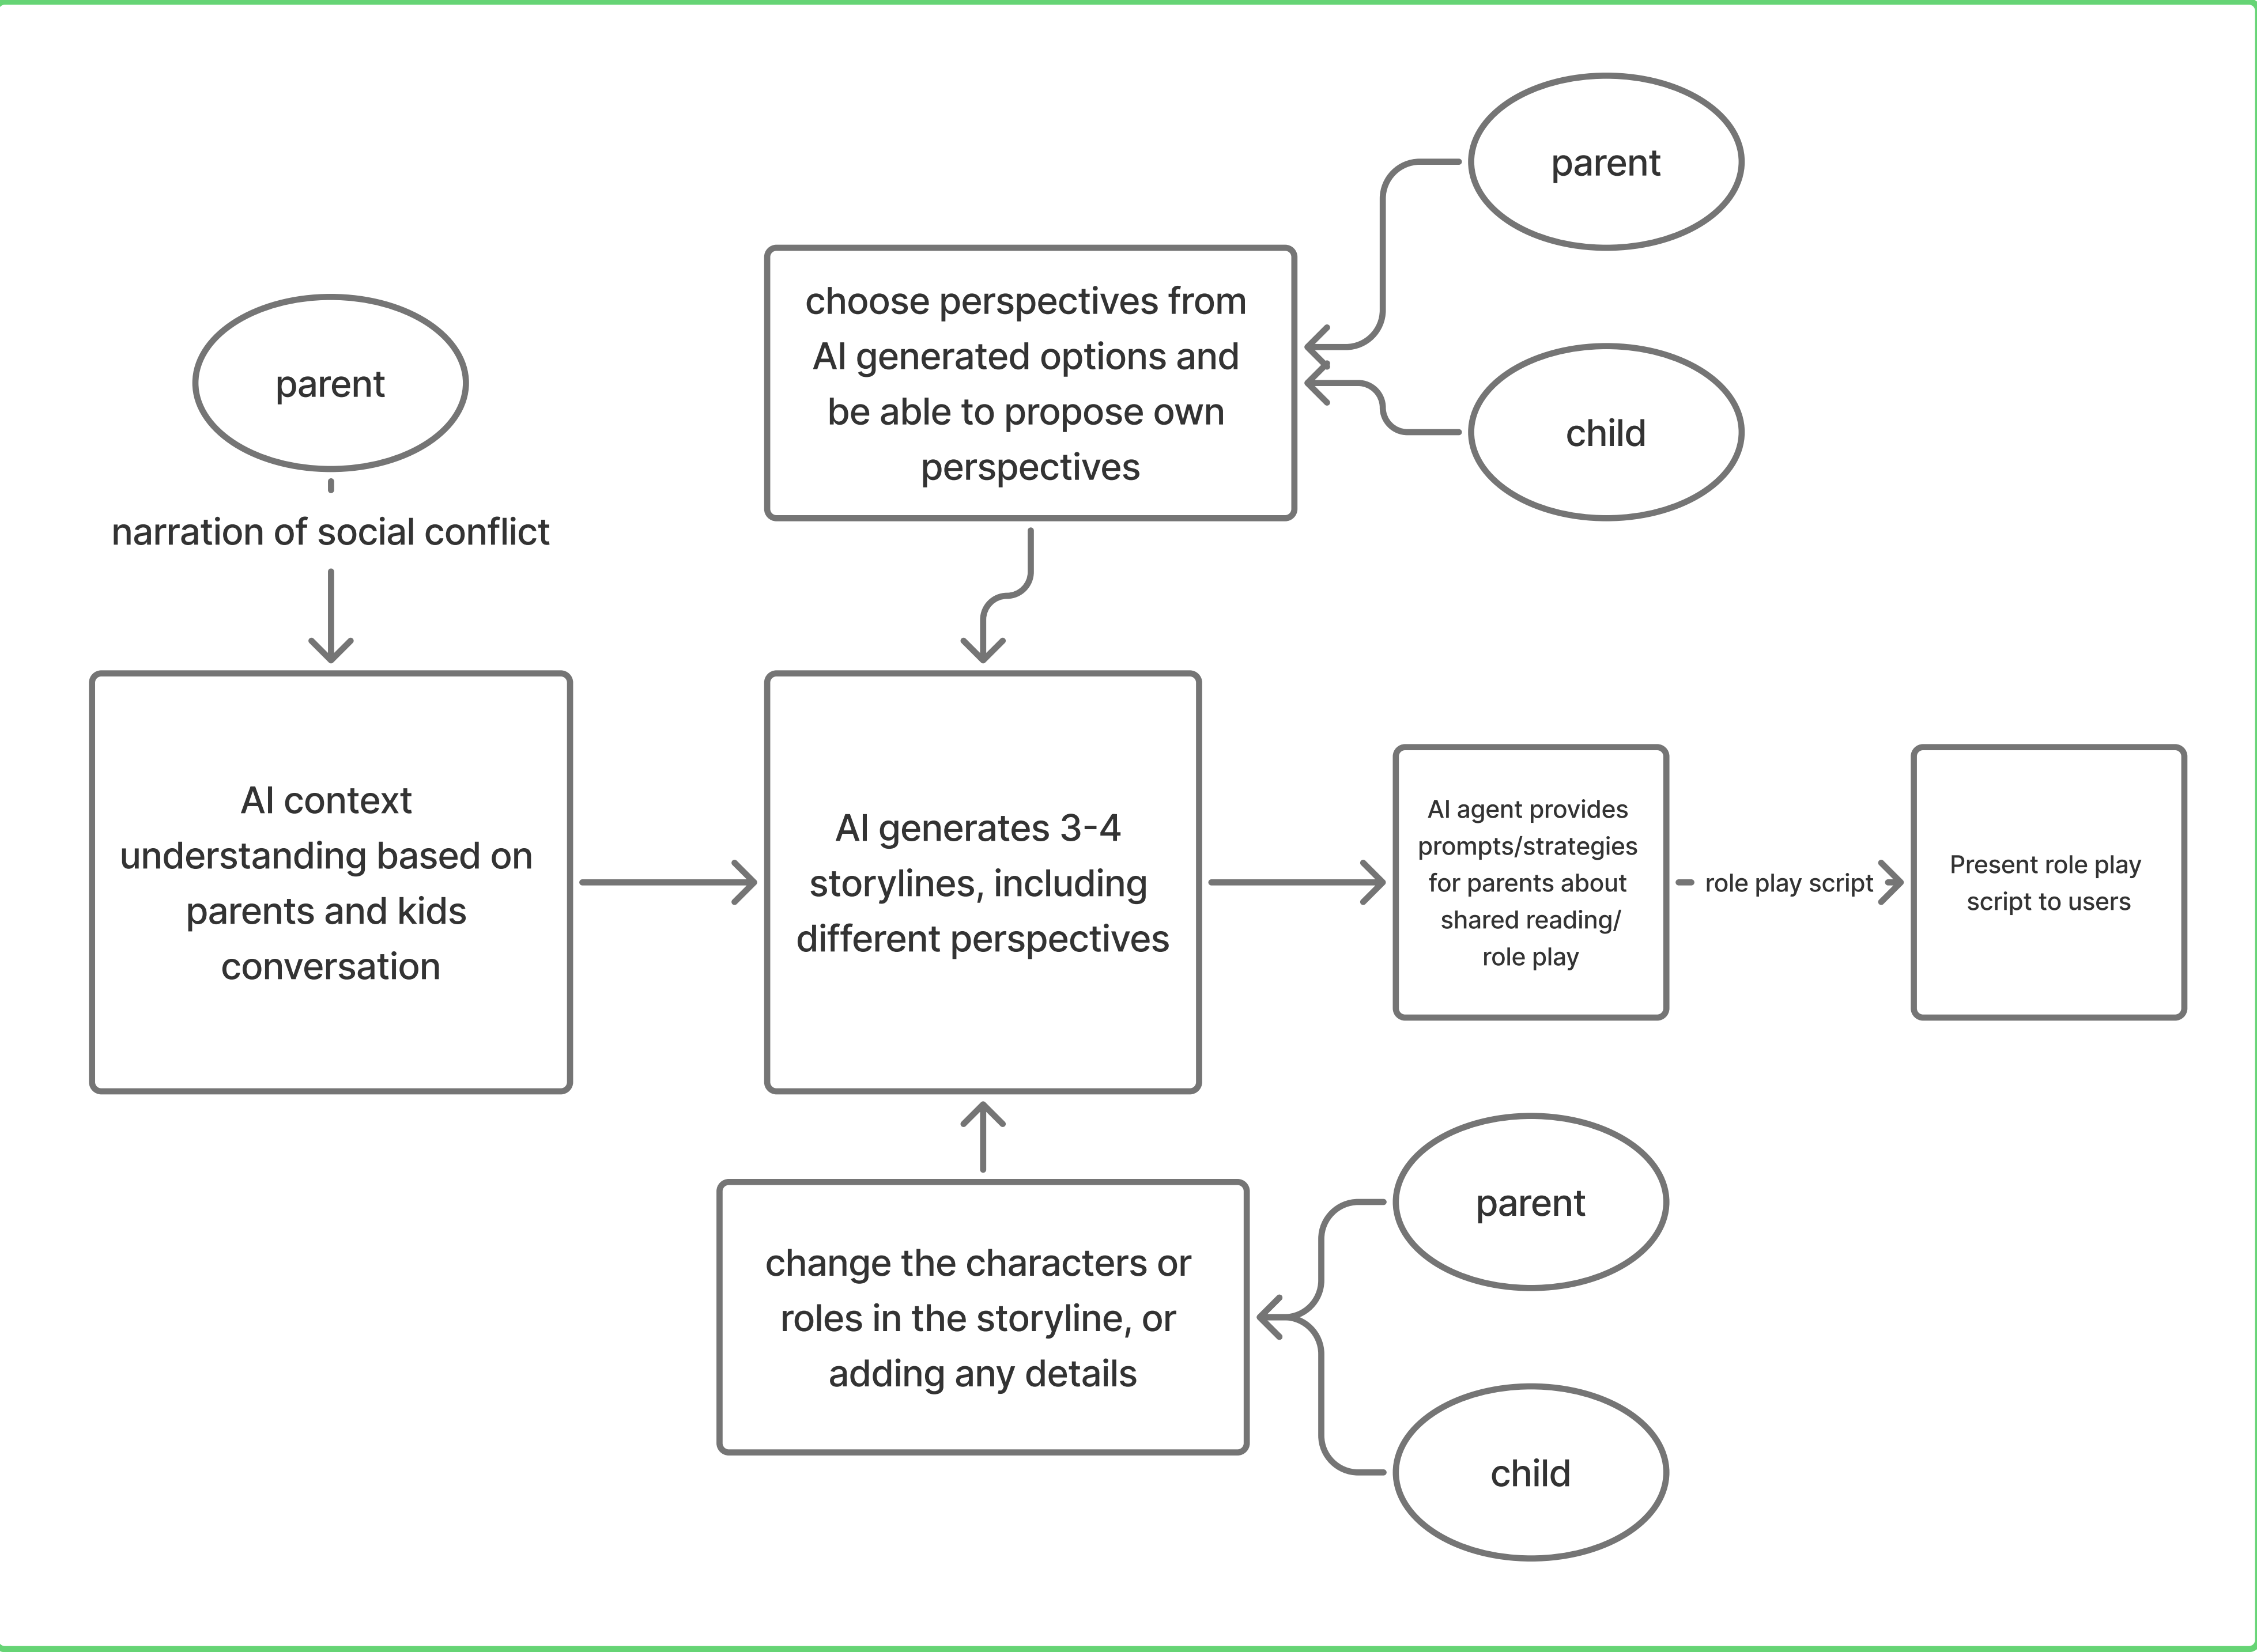 parent
narration of social conflict
AI context
understanding based on
parents and kids
conversation
choose perspectives from
AI generated options and
be able to propose own
perspectives
parent
child
AI generates 3-4
storylines, including
different perspectives
AI agent provides
prompts/strategies
for parents about
shared reading/
role play
role play script
Present role play
script to users
change the characters or
roles in the storyline, or
adding any details
parent
child